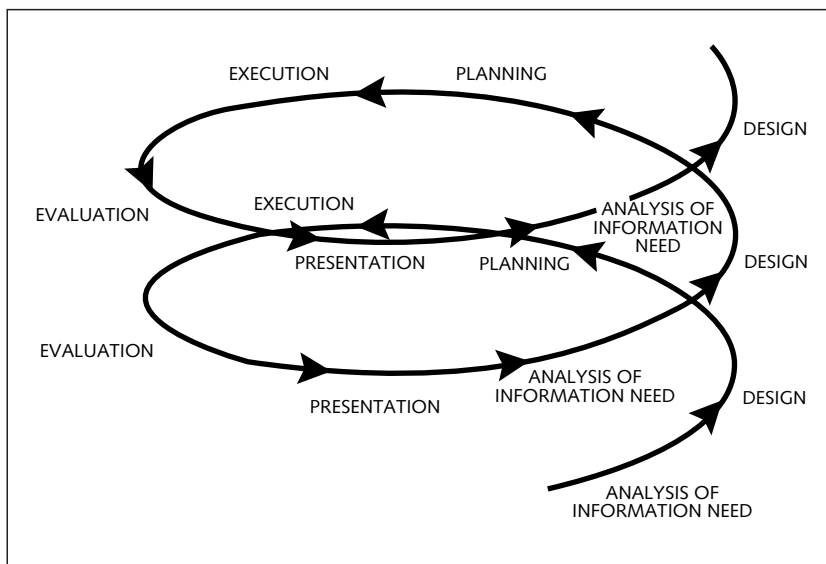 EXECUTION
PLANNING
DESIGN
EVALUATION
EXECUTION
ANALYSIS OF
INFORMATION
NEED
PRESENTATION
PLANNING
DESIGN
EVALUATION
ANALYSIS OF
INFORMATION NEED
PRESENTATION
DESIGN
ANALYSIS OF
INFORMATION NEED